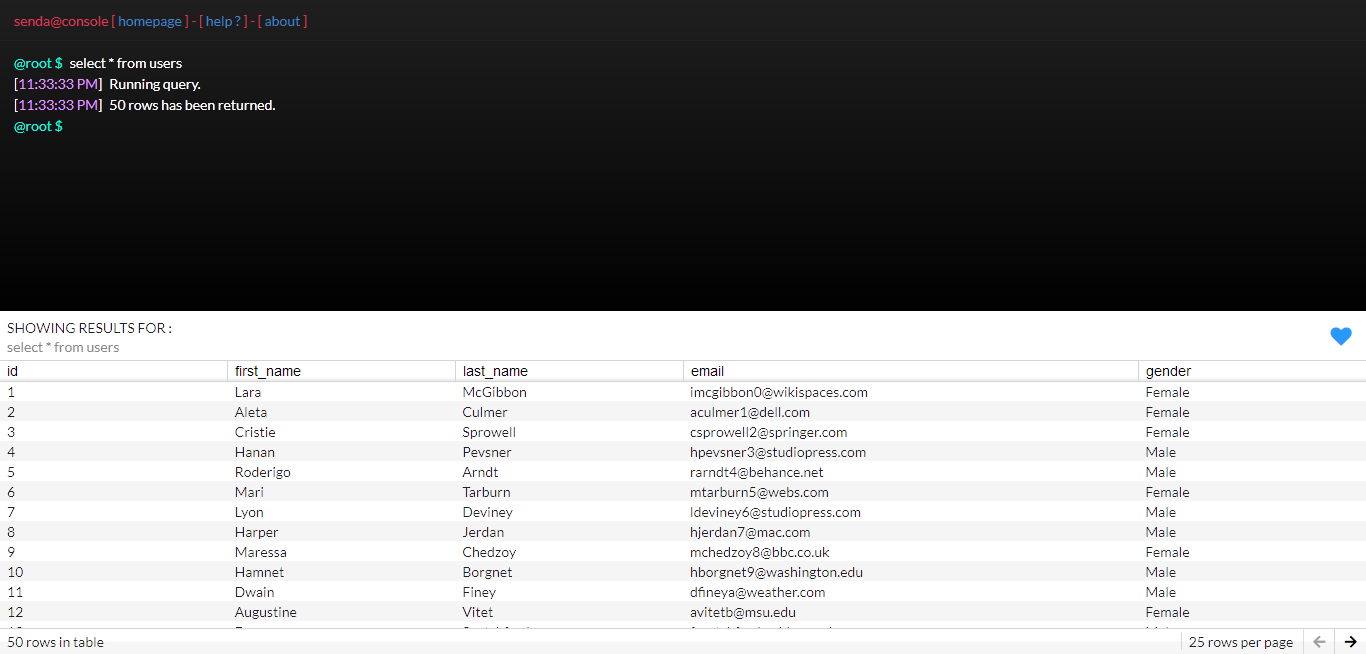 senda@console [ homepage ] - [ help ? ] - [ about ]
@root $ select * from users
[11:33:33 PM] Running query.
[11:33:33 PM] 50 rows has been returned.
@root $
SHOWING RESULTS FOR :
select * from users
id first_name last_name email gender
1 Lara McGibbon imcgibbon0@wikispaces.com Female
2 Aleta Culmer aculmer1@dell.com Female
3 Cristie Sprowell csprowell2@springer.com Female
4 Hanan Pevsner hpevsner3@studiopress.com Male
5 Roderigo Arndt rarndt4@behance.net Male
6 Mari Tarburn mtarburn5@webs.com Female
7 Lyon Deviney ldeviney6@studiopress.com Male
8 Harper Jerdan hjerdan7@mac.com Male
9 Maressa Chedzoy mchedzoy8@bbc.co.uk Female
10 Hamnet Borgnet hborgnet9@washington.edu Male
11 Dwain Finey dfineya@weather.com Male
12 Augustine Vitet avitetb@msu.edu Female
50 rows in table 25 rows per page